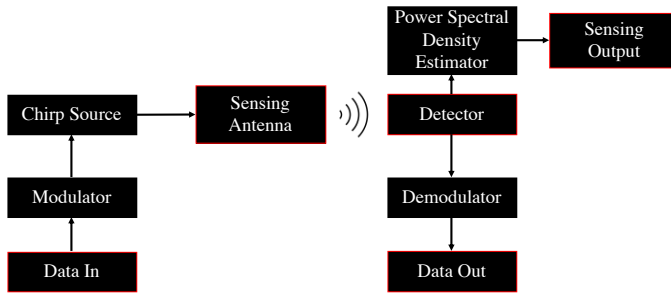 Power Spectral
Density
Estimator
Sensing
Output
Chirp Source
Sensing
Antenna
Detector
Modulator
Demodulator
Data In
Data Out